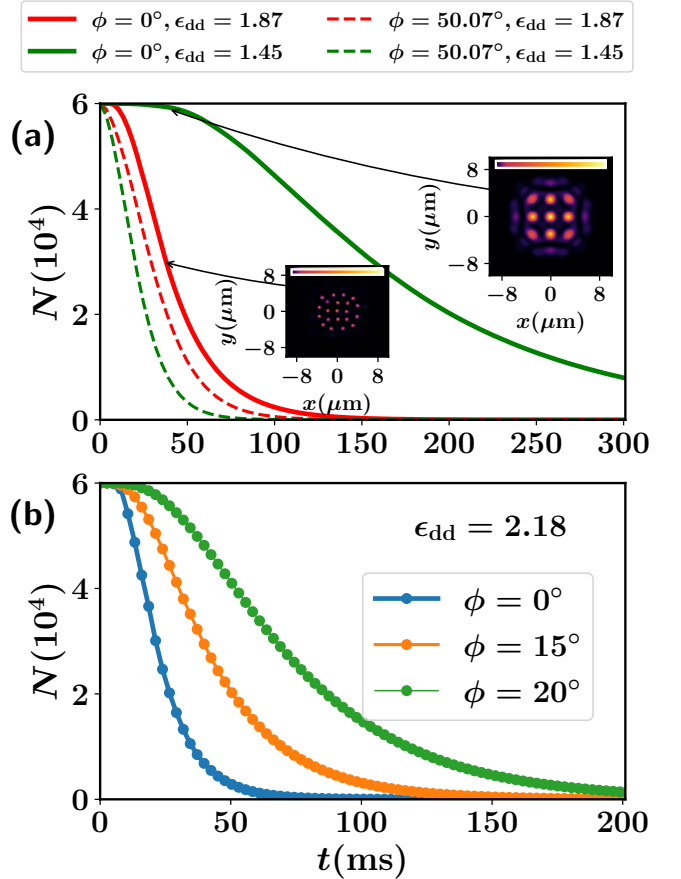 ϕ = 0°, ϵdd = 1.87
ϕ = 50.07°, ϵdd = 1.87
ϕ = 0°, ϵdd = 1.45
ϕ = 50.07°, ϵdd = 1.45
(a)
N(10⁴)
6
4
2
0
8
0
−8
y(μm)
−8 0 8
x(μm)
8
0
−8
y(μm)
−8 0 8
x(μm)
0 50 100 150 200 250 300
(b)
N(10⁴)
6
4
2
0
ϵdd = 2.18
ϕ = 0°
ϕ = 15°
ϕ = 20°
0 50 100 150 200
t(ms)